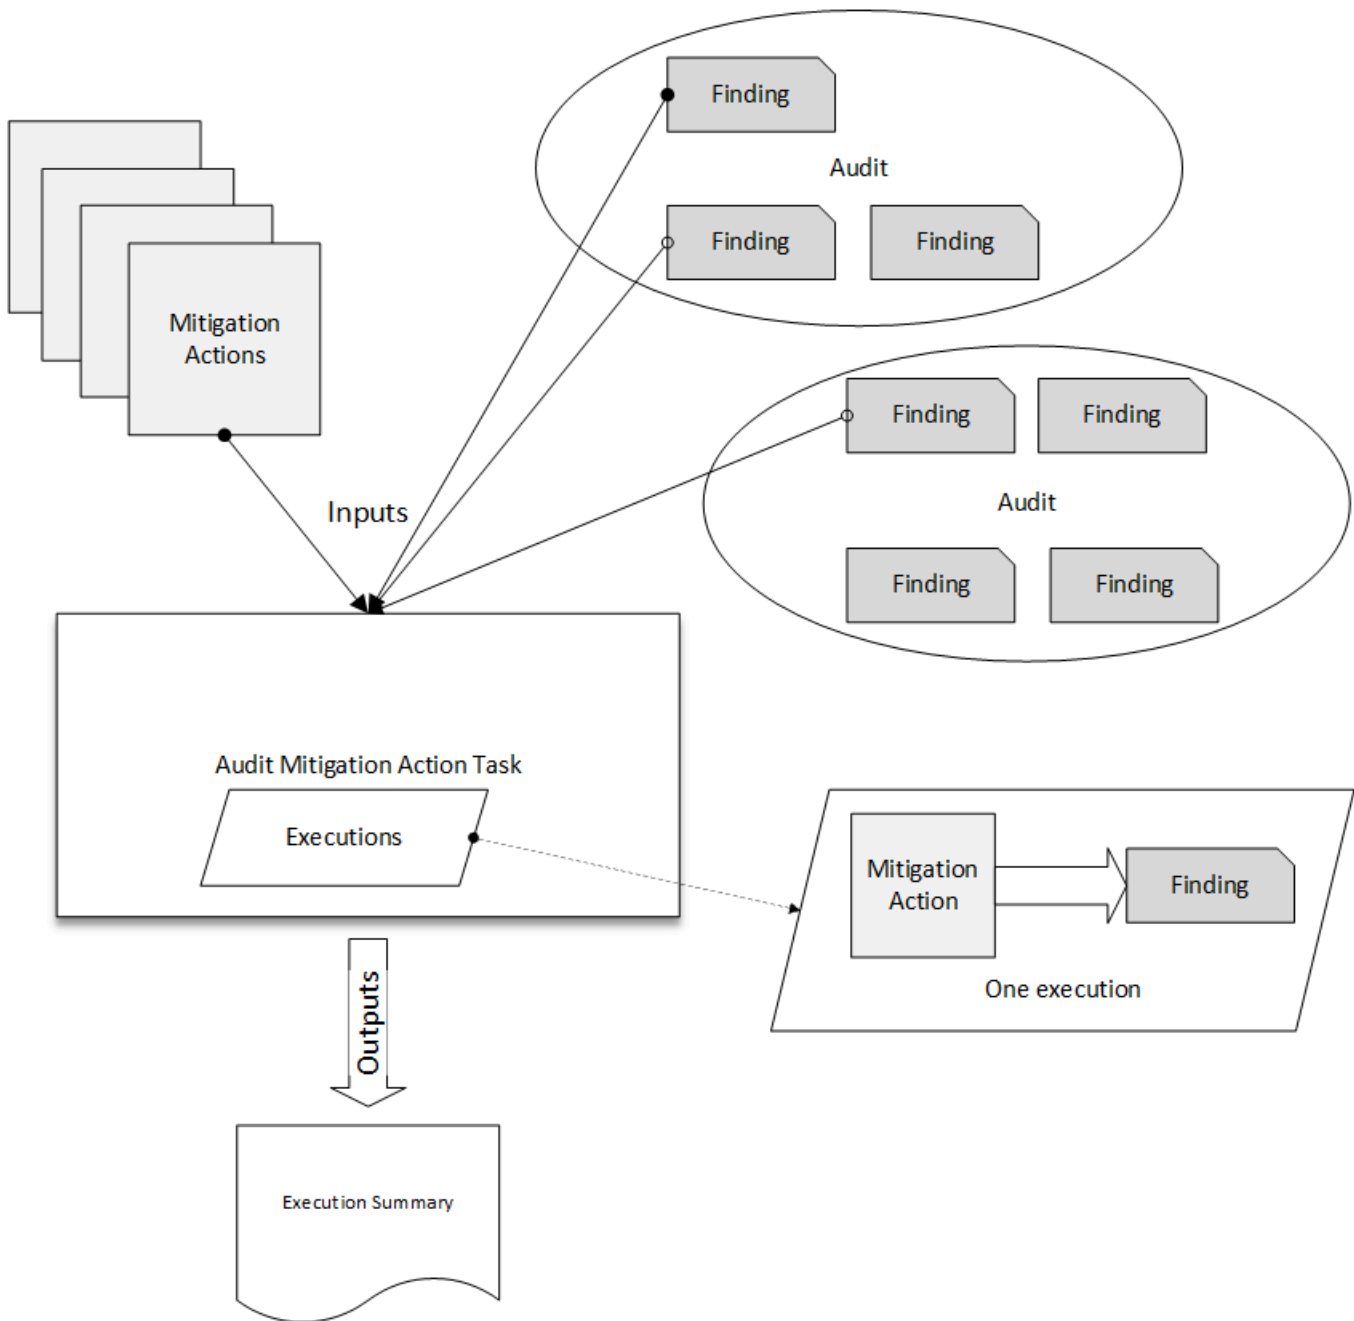 Finding
Audit
Finding
Finding
Mitigation
Actions
Finding
Finding
Inputs
Audit
Finding
Finding
Audit Mitigation Action Task
Executions
Mitigation
Action
Finding
One execution
Outputs
Execution Summary